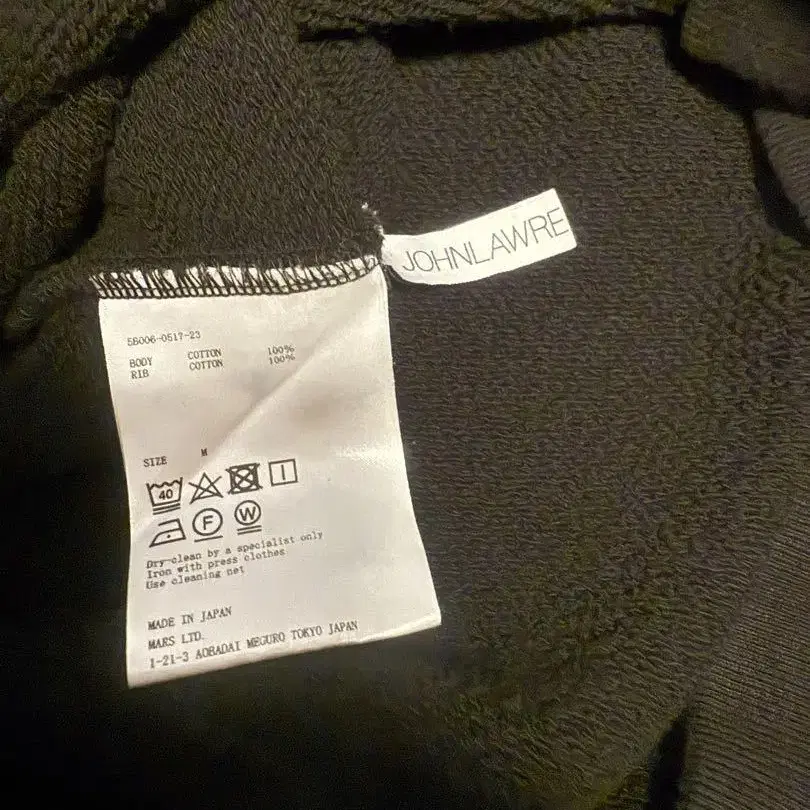 JOHNLAWRE
5B006-0517-23
BODY COTTON 100%
RIB COTTON 100%
SIZE M
40
F W
Dry-clean by a specialist only
Iron with press clothes
Use cleaning net
MADE IN JAPAN
MARS LTD.
1-21-3 AOBADAI MEGURO TOKYO JAPAN